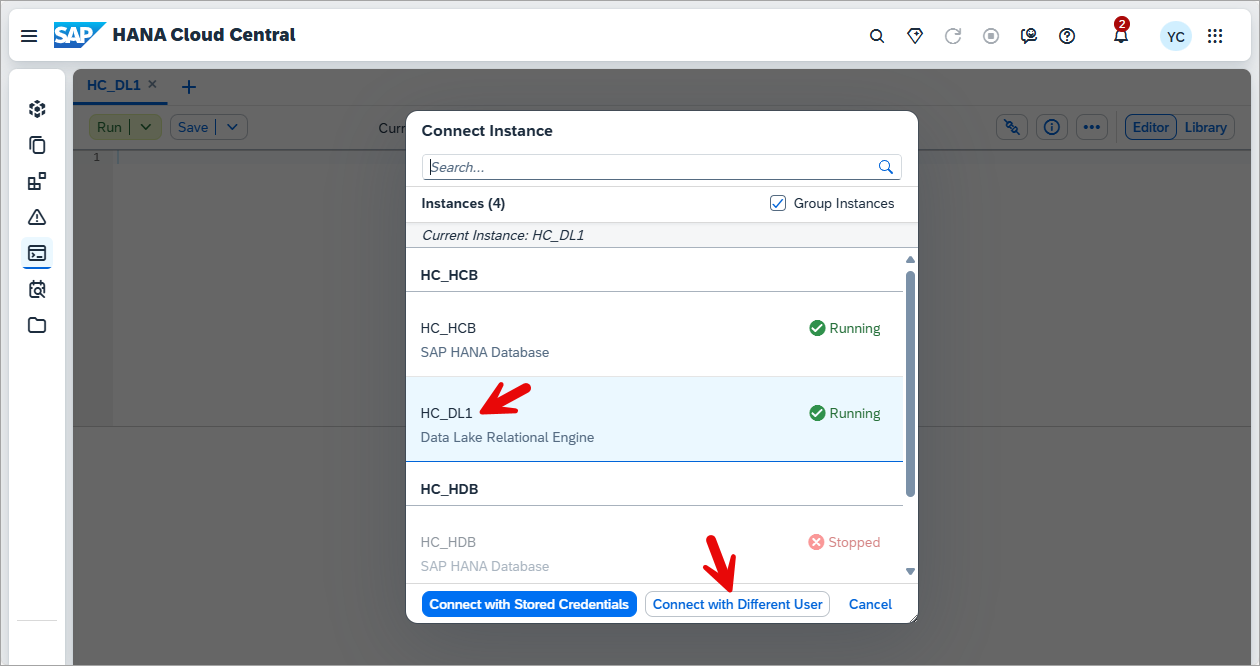 SAP HANA Cloud Central
2
YC
HC_DL1
Run
Save
Curr
Editor
Library
1
Connect Instance
Search...
Instances (4)
Group Instances
Current Instance: HC_DL1
HC_HCB
HC_HCB
Running
SAP HANA Database
HC_DL1
Running
Data Lake Relational Engine
HC_HDB
HC_HDB
Stopped
SAP HANA Database
Connect with Stored Credentials
Connect with Different User
Cancel